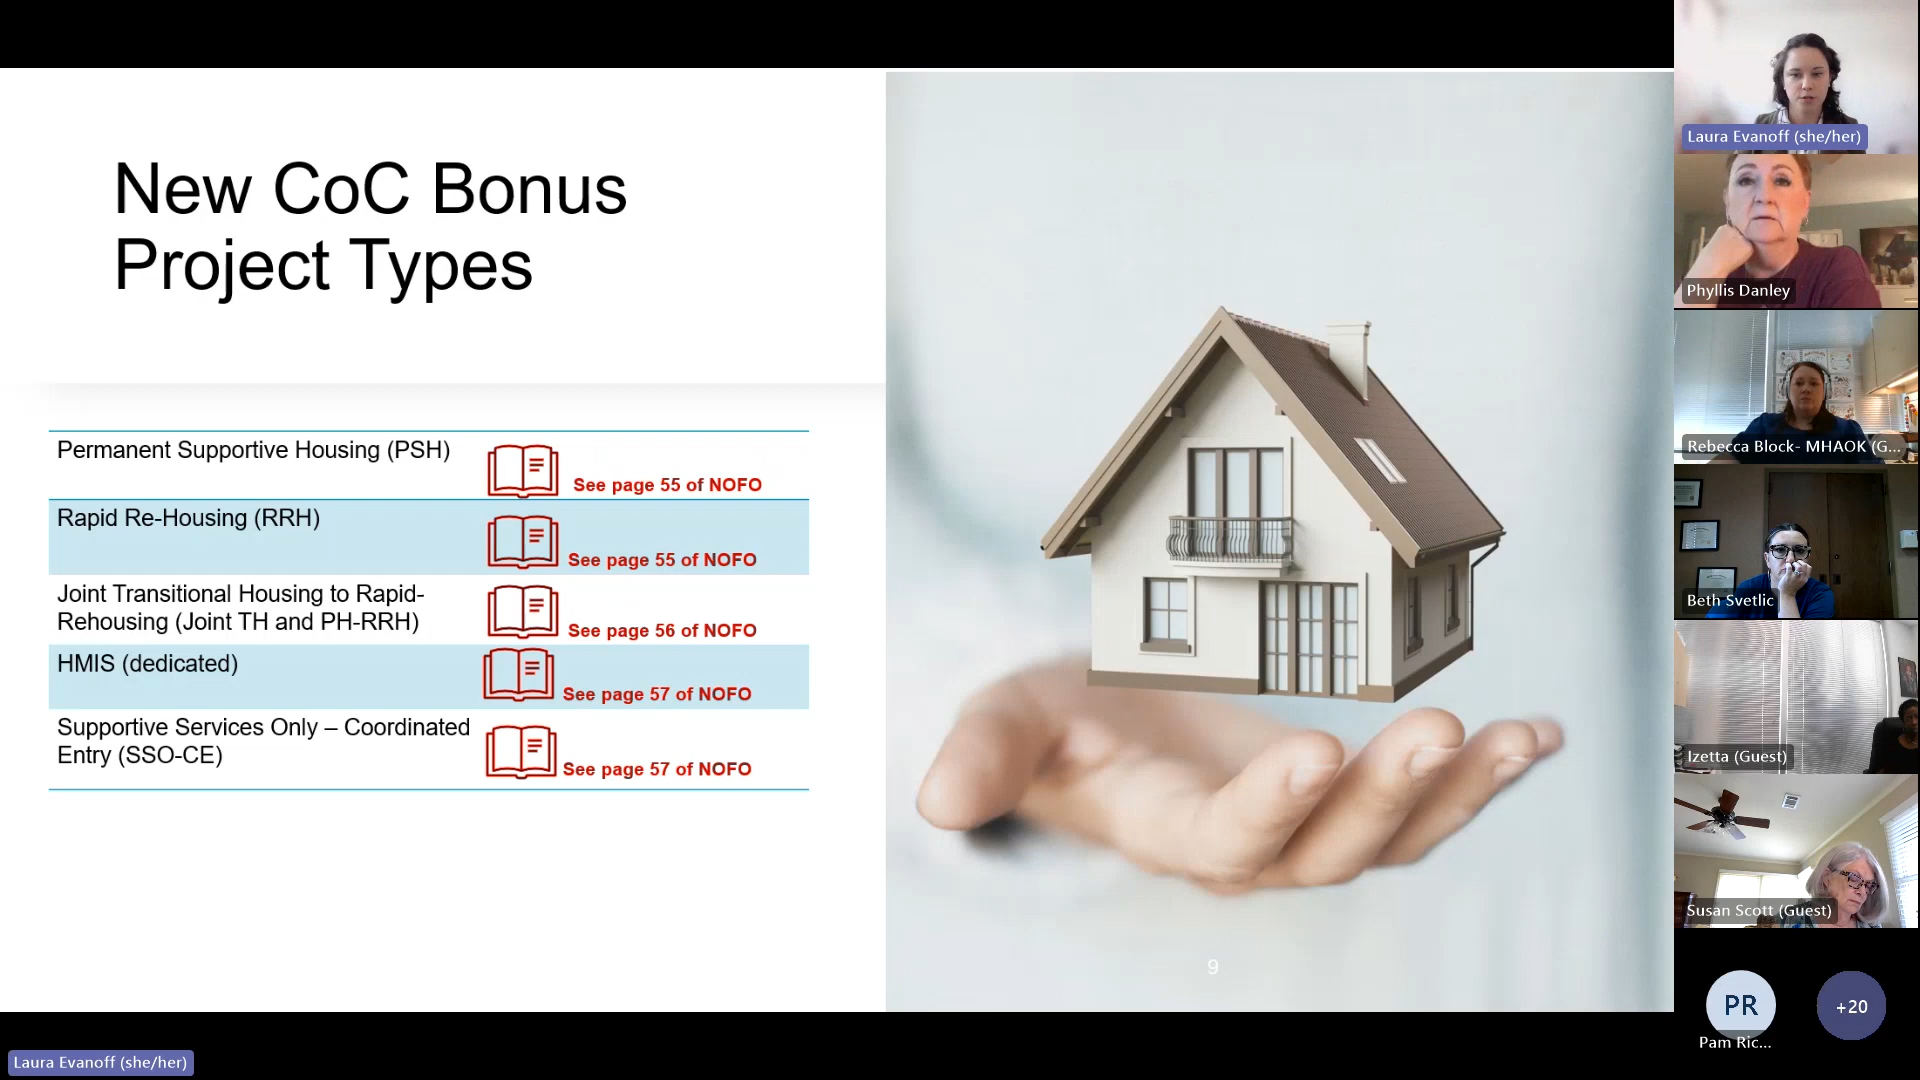 New CoC Bonus
Project Types
Permanent Supportive Housing (PSH)
See page 55 of NOFO
Rapid Re-Housing (RRH)
See page 55 of NOFO
Joint Transitional Housing to Rapid-
Rehousing (Joint TH and PH-RRH)
See page 56 of NOFO
HMIS (dedicated)
See page 57 of NOFO
Supportive Services Only – Coordinated
Entry (SSO-CE)
See page 57 of NOFO
9
Laura Evanoff (she/her)
Phyllis Danley
Rebecca Block- MHAOK (G...
Beth Svetlic
Izetta (Guest)
Susan Scott (Guest)
PR
+20
Pam Ric...
Laura Evanoff (she/her)